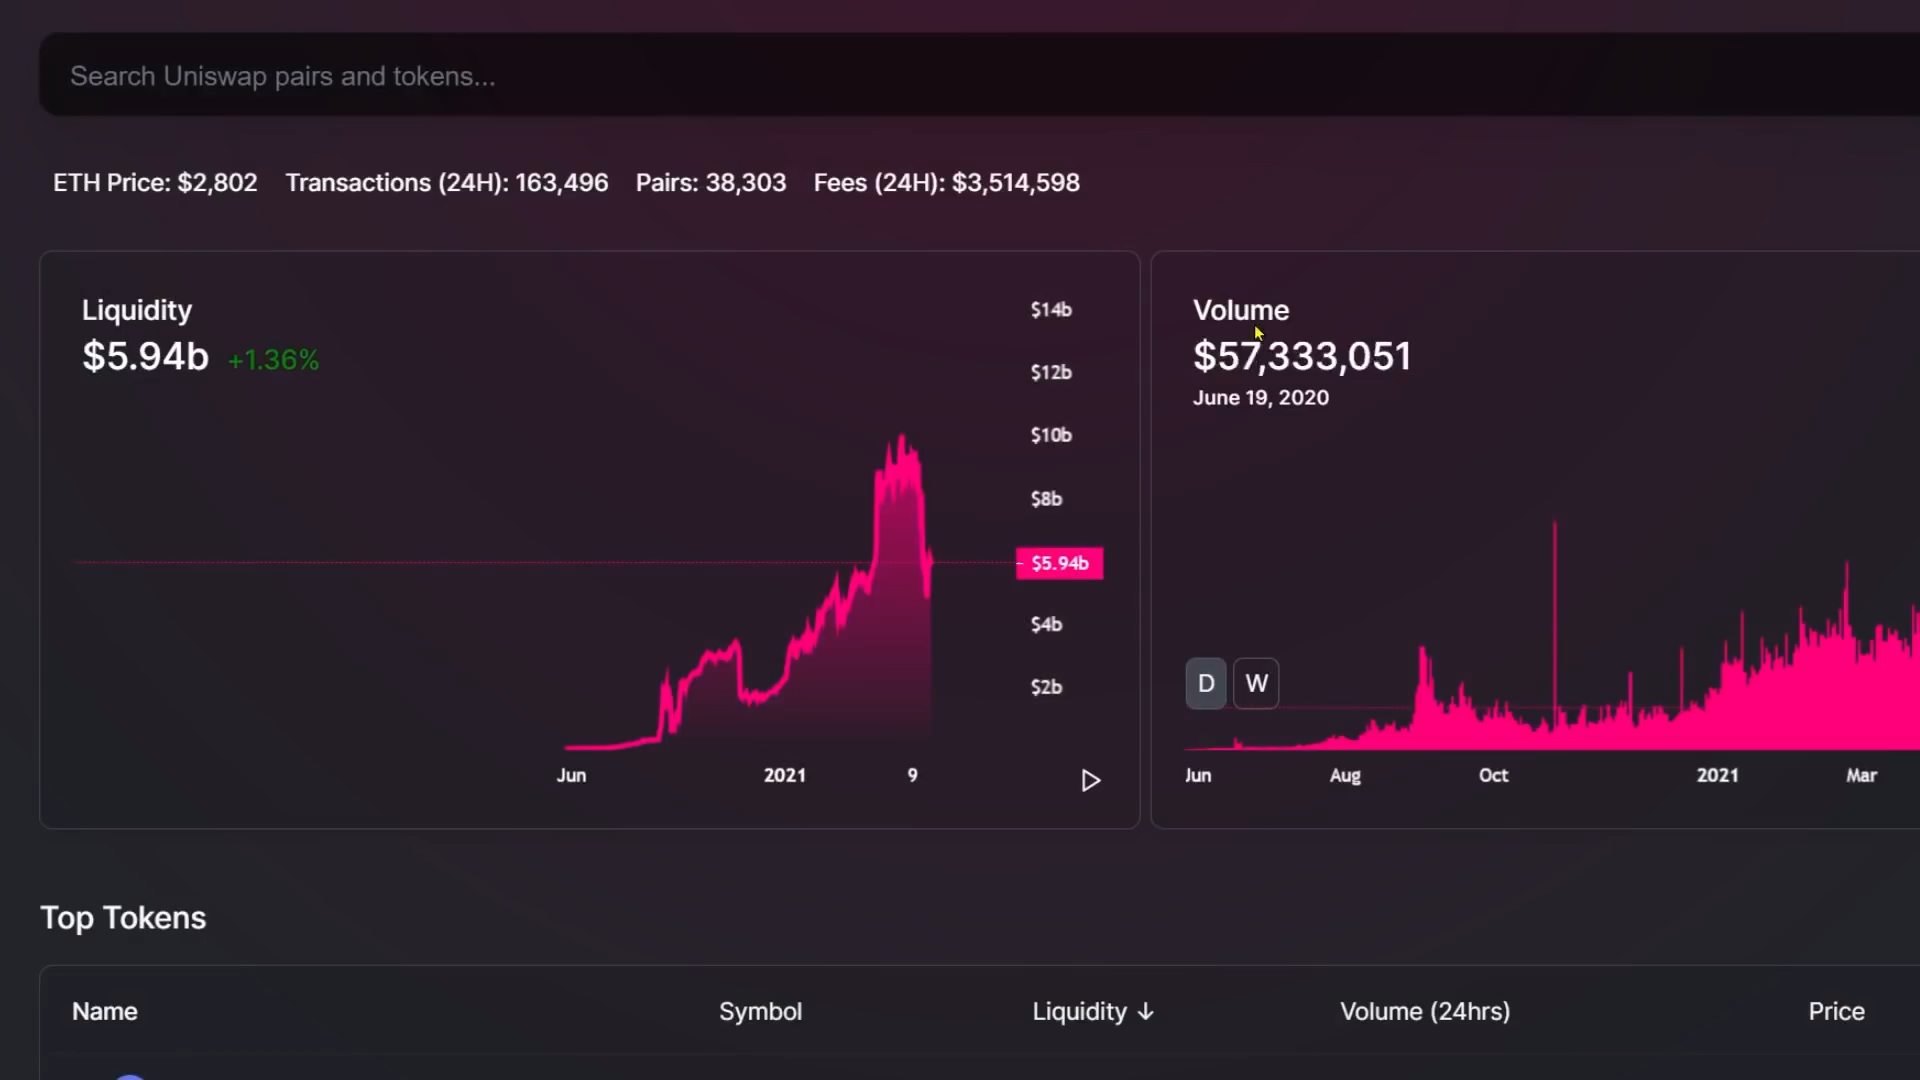 Search Uniswap pairs and tokens...
ETH Price: $2,802 Transactions (24H): 163,496 Pairs: 38,303 Fees (24H): $3,514,598
Liquidity
$5.94b +1.36%
$14b
$12b
$10b
$8b
$5.94b
$4b
$2b
Jun 2021 9
Volume
$57,333,051
June 19, 2020
D W
Jun Aug Oct 2021 Mar
Top Tokens
Name Symbol Liquidity ↓ Volume (24hrs) Price